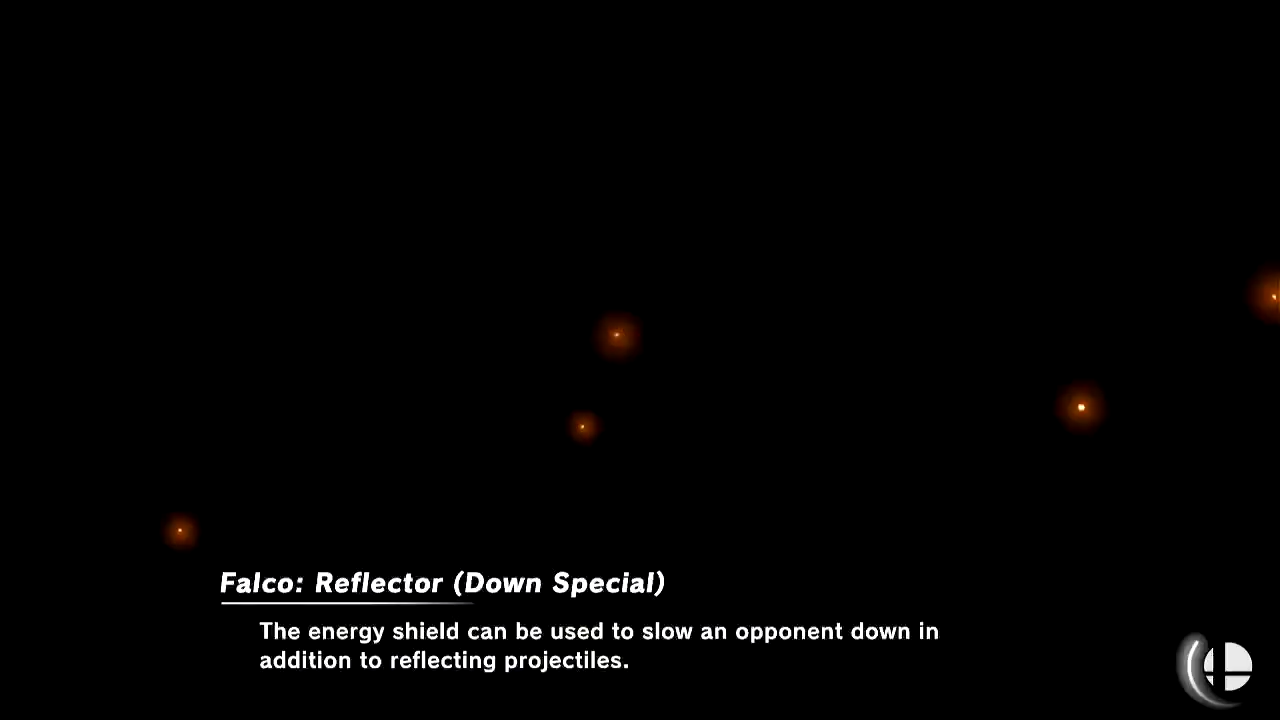 Falco: Reflector (Down Special)
The energy shield can be used to slow an opponent down in
addition to reflecting projectiles.